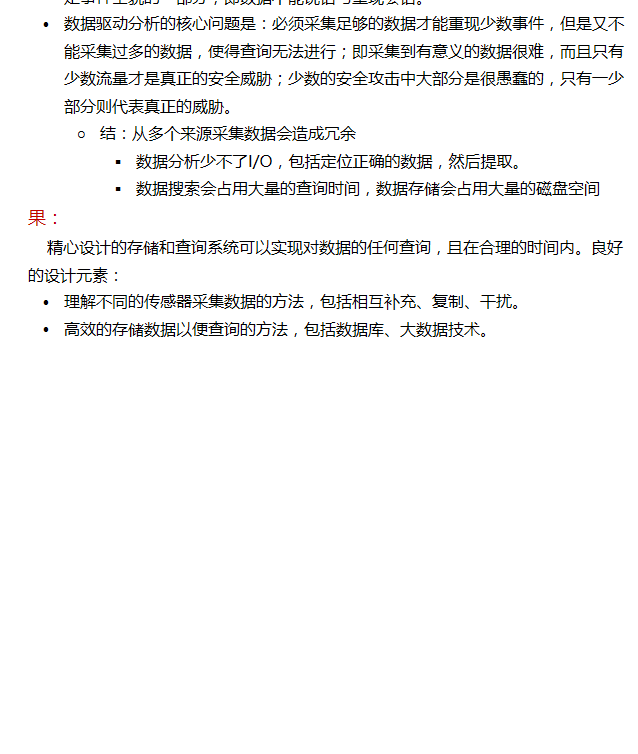 • 数据驱动分析的核心问题是：必须采集足够的数据才能重现少数事件，但是又不
能采集过多的数据，使得查询无法进行；即采集到有意义的数据很难，而且只有
少数流量才是真正的安全威胁；少数的安全攻击中大部分是很愚蠢的，只有一少
部分则代表真正的威胁。
○ 结：从多个来源采集数据会造成冗余
▪ 数据分析少不了I/O，包括定位正确的数据，然后提取。
▪ 数据搜索会占用大量的查询时间，数据存储会占用大量的磁盘空间
果：
精心设计的存储和查询系统可以实现对数据的任何查询，且在合理的时间内。良好
的设计元素：
• 理解不同的传感器采集数据的方法，包括相互补充、复制、干扰。
• 高效的存储数据以便查询的方法，包括数据库、大数据技术。